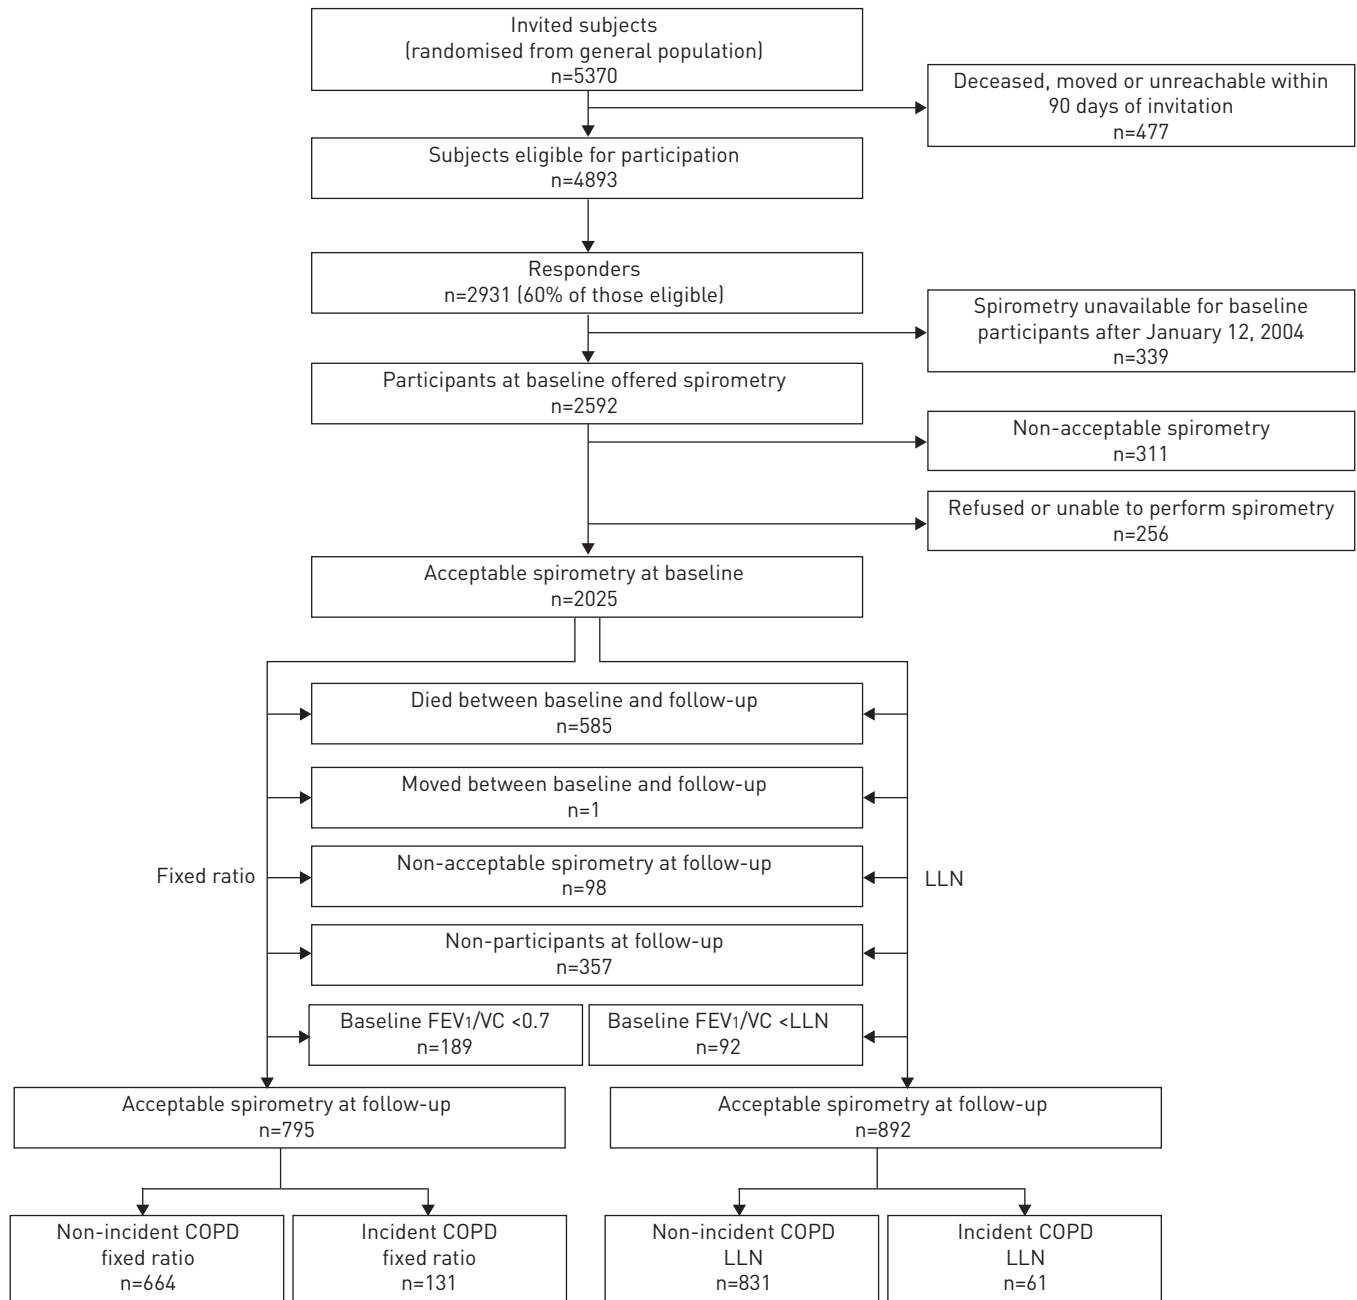 Invited subjects
(randomised from general population)
n=5370
Deceased, moved or unreachable within
90 days of invitation
n=477
Subjects eligible for participation
n=4893
Responders
n=2931 (60% of those eligible)
Spirometry unavailable for baseline
participants after January 12, 2004
n=339
Participants at baseline offered spirometry
n=2592
Non-acceptable spirometry
n=311
Refused or unable to perform spirometry
n=256
Acceptable spirometry at baseline
n=2025
Died between baseline and follow-up
n=585
Moved between baseline and follow-up
n=1
Fixed ratio
Non-acceptable spirometry at follow-up
n=98
LLN
Non-participants at follow-up
n=357
Baseline FEV1/VC <0.7
n=189
Baseline FEV1/VC <LLN
n=92
Acceptable spirometry at follow-up
n=795
Acceptable spirometry at follow-up
n=892
Non-incident COPD
fixed ratio
n=664
Incident COPD
fixed ratio
n=131
Non-incident COPD
LLN
n=831
Incident COPD
LLN
n=61